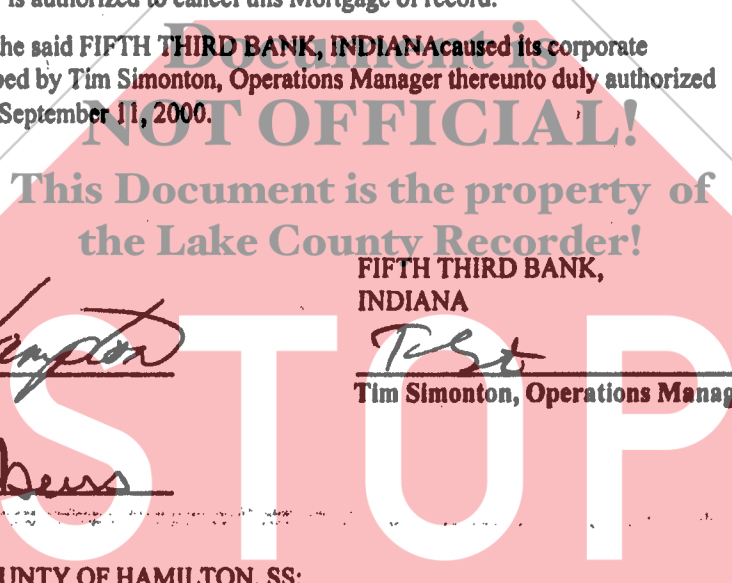 is authorized to cancel this Mortgage of record.
he said FIFTH THIRD BANK, INDIANAcaused its corporate
bed by Tim Simonton, Operations Manager thereunto duly authorized
September 11, 2000.
Document is
NOT OFFICIAL!
This Document is the property of
the Lake County Recorder!
FIFTH THIRD BANK,
INDIANA
Tim Simonton, Operations Manag
STOP
UNTY OF HAMILTON, SS: